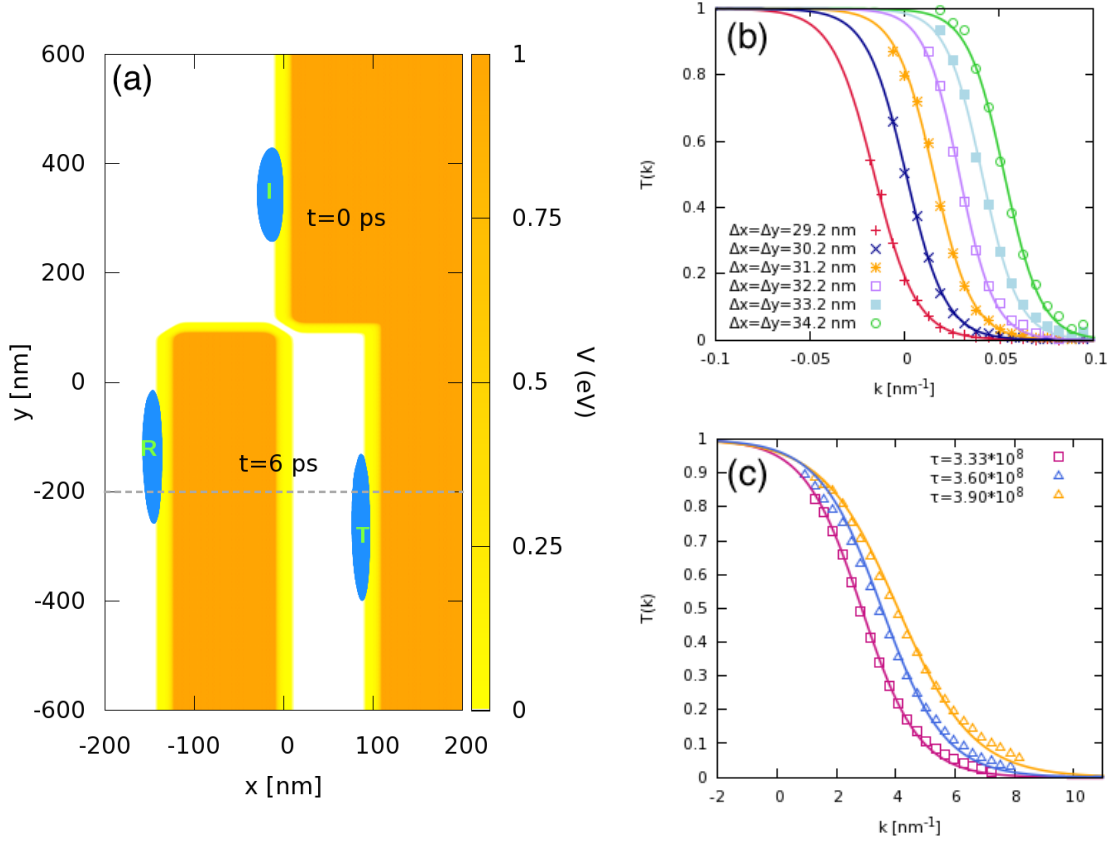 (a)
600
400
200
0
-200
-400
-600
y [nm]
-200
-100
0
100
200
x [nm]
I
t=0 ps
R
t=6 ps
T
1
0.75
0.5
0.25
0
V (eV)
(b)
1
0.8
0.6
0.4
0.2
0
T(k)
Δx=Δy=29.2 nm
Δx=Δy=30.2 nm
Δx=Δy=31.2 nm
Δx=Δy=32.2 nm
Δx=Δy=33.2 nm
Δx=Δy=34.2 nm
-0.1
-0.05
0
0.05
0.1
k [nm⁻¹]
(c)
1
0.9
0.8
0.7
0.6
0.5
0.4
0.3
0.2
0.1
0
T(k)
τ=3.33*10⁸
τ=3.60*10⁸
τ=3.90*10⁸
-2
0
2
4
6
8
10
k [nm⁻¹]